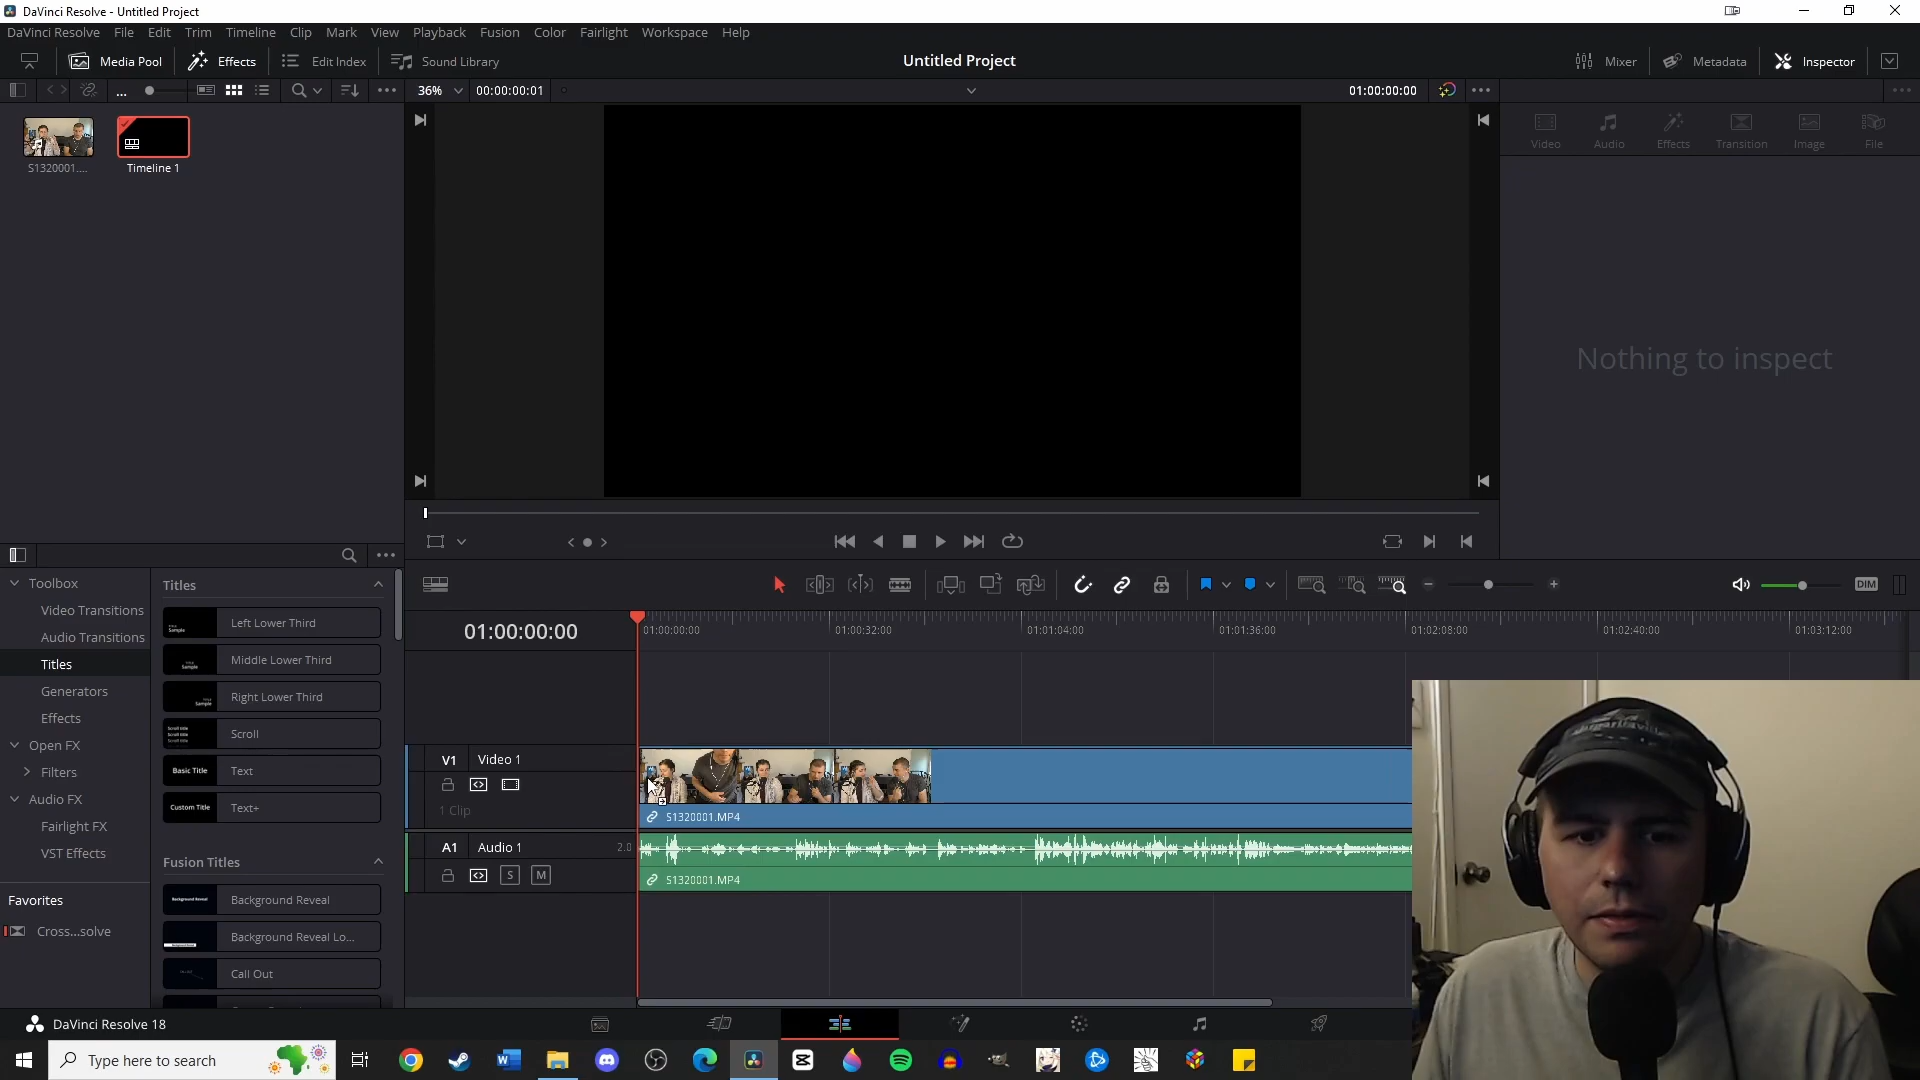 DaVinci Resolve - Untitled Project
DaVinci Resolve File Edit Trim Timeline Clip Mark View Playback Fusion Color Fairlight Workspace Help
Media Pool Effects Edit Index Sound Library Untitled Project Mixer Metadata Inspector
... 36% 00:00:00:01 01:00:00:00
Video Audio Effects Transition Image File
S1320001.... Timeline 1
Nothing to inspect
Toolbox
Video Transitions
Audio Transitions
Titles
Generators
Effects
Open FX
Filters
Audio FX
Fairlight FX
VST Effects
Favorites
Cross...solve
Titles
Left Lower Third
Middle Lower Third
Right Lower Third
Scroll
Basic Title Text
Custom Title Text+
Fusion Titles
Background Reveal Background Reveal
Background Reveal Lo...
Call Out
DIM
01:00:00:00
01:00:00:00 01:00:32:00 01:01:04:00 01:01:36:00 01:02:08:00 01:02:40:00 01:03:12:00
V1 Video 1
1 Clip
S1320001.MP4
A1 Audio 1 2.0
S M
S1320001.MP4
DaVinci Resolve 18
Type here to search